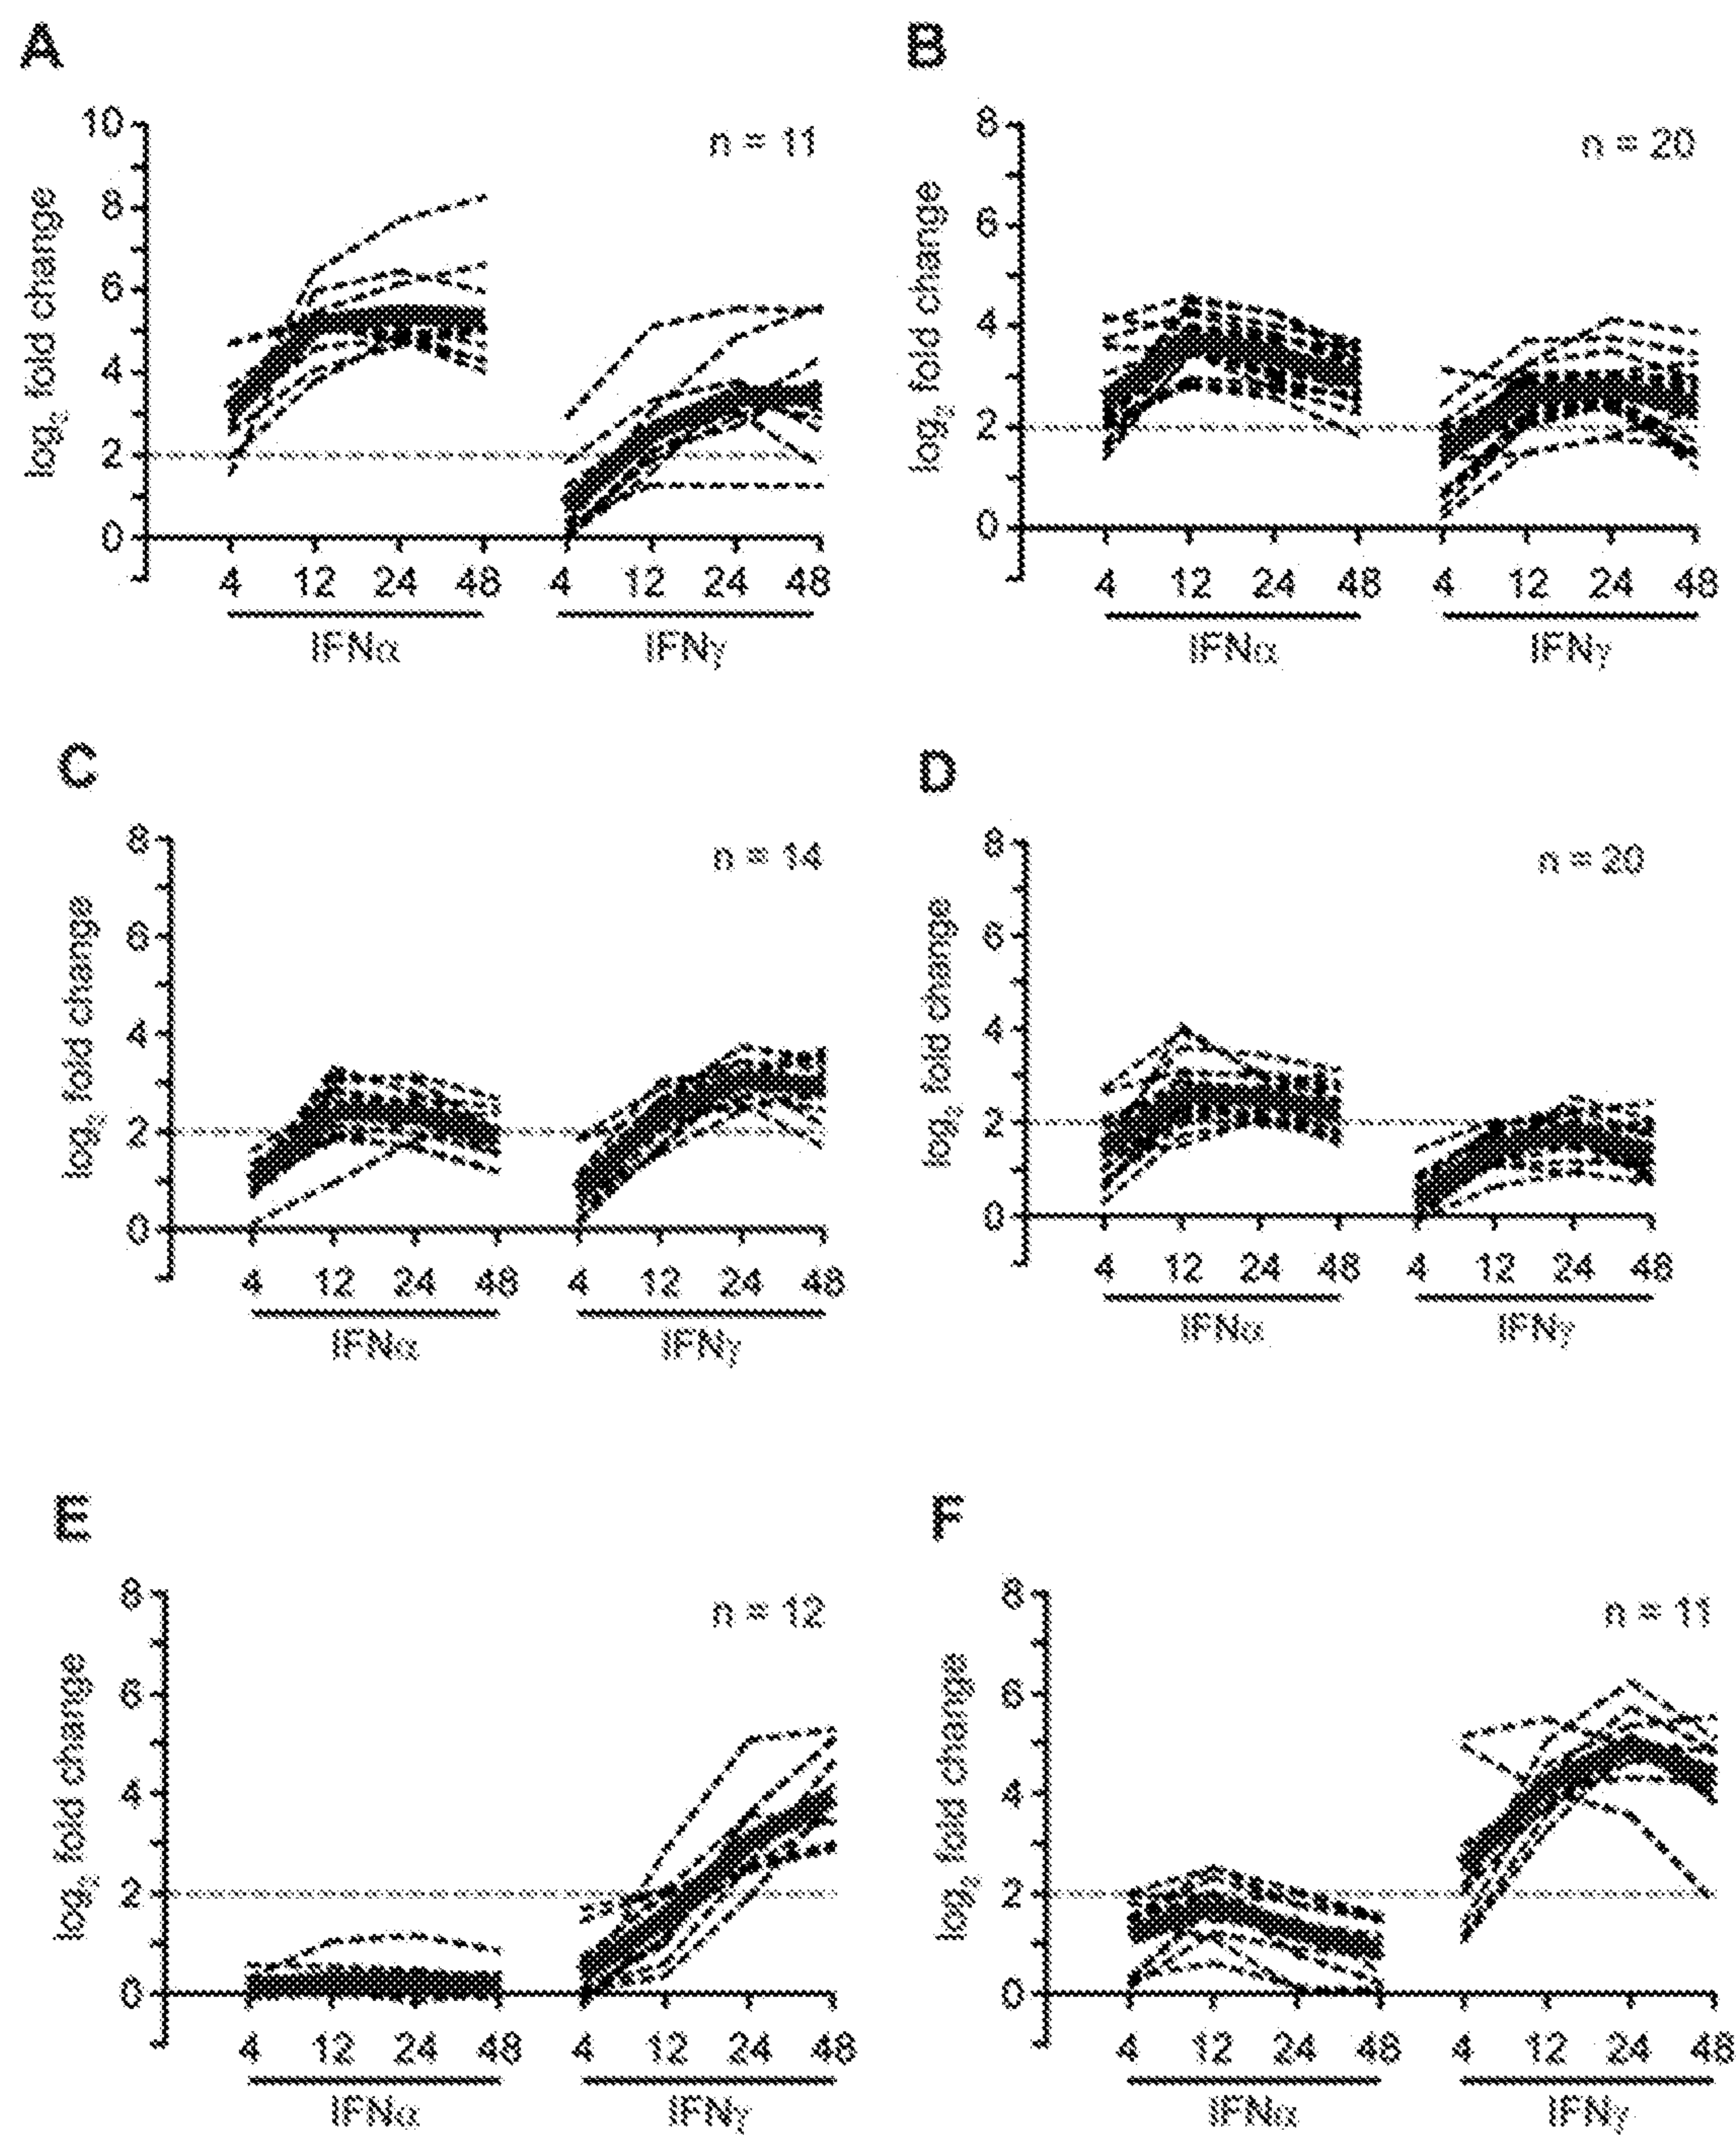 A
log₂ fold change
n = 11
10
8
6
4
2
0
4 12 24 48 4 12 24 48
IFNα IFNγ
B
log₂ fold change
n = 20
8
6
4
2
0
4 12 24 48 4 12 24 48
IFNα IFNγ
C
log₂ fold change
n = 14
8
6
4
2
0
4 12 24 48 4 12 24 48
IFNα IFNγ
D
log₂ fold change
n = 20
8
6
4
2
0
4 12 24 48 4 12 24 48
IFNα IFNγ
E
log₂ fold change
n = 12
8
6
4
2
0
4 12 24 48 4 12 24 48
IFNα IFNγ
F
log₂ fold change
n = 11
8
6
4
2
0
4 12 24 48 4 12 24 48
IFNα IFNγ